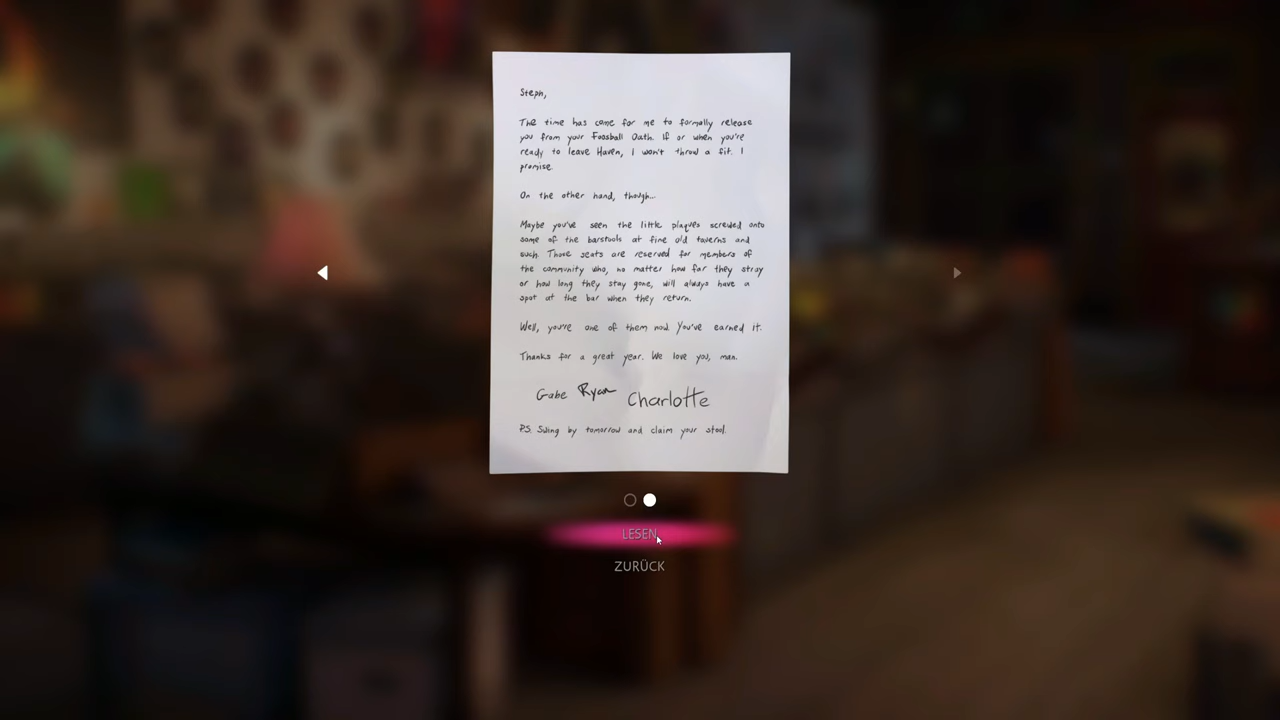 Steph,
The time has come for me to formally release
you from your Foosball Oath. If or when you're
ready to leave Haven, I won't throw a fit. I
promise.
On the other hand, though...
Maybe you've seen the little plaques screwed onto
some of the barstools at fine old taverns and
such. Those seats are reserved for members of
the community who, no matter how far they stray
or how long they stay gone, will always have a
spot at the bar when they return.
Well, you're one of them now. You've earned it.
Thanks for a great year. We love you, man.
Gabe Ryan Charlotte
P.S. Swing by tomorrow and claim your stool.
LESEN
ZURÜCK